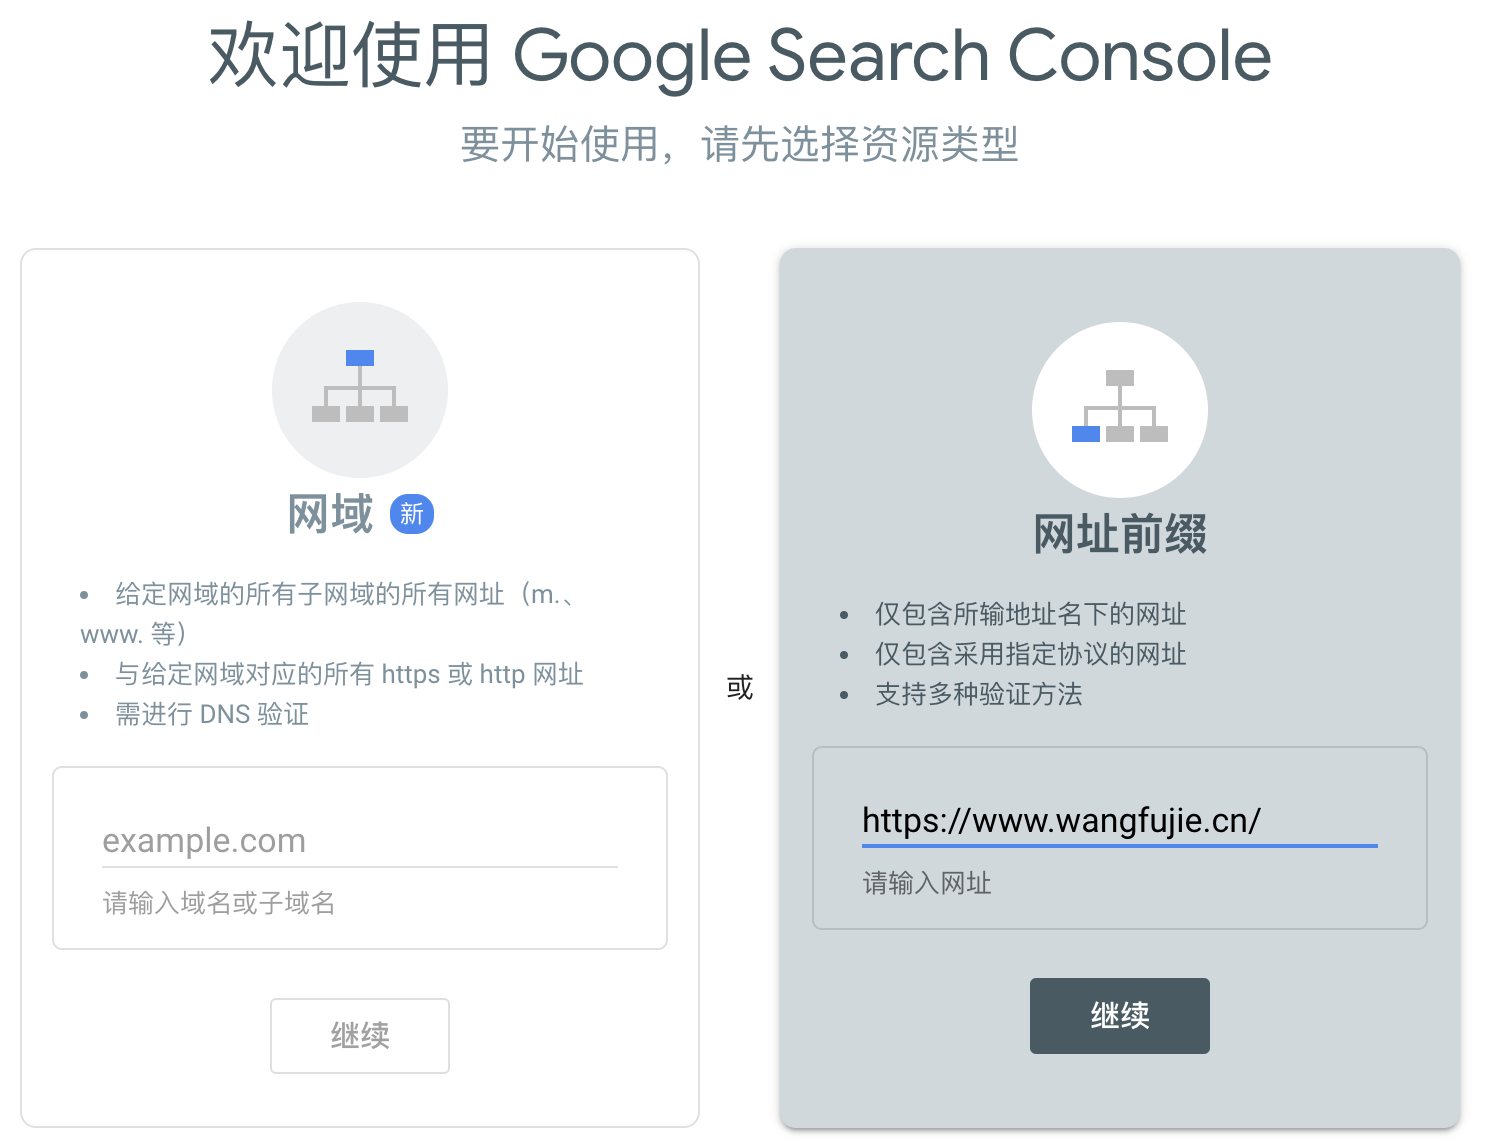 欢迎使用 Google Search Console
要开始使用，请先选择资源类型
网域 新
• 给定网域的所有子网域的所有网址（m.、
www. 等）
• 与给定网域对应的所有 https 或 http 网址
• 需进行 DNS 验证
example.com
请输入域名或子域名
继续
或
网址前缀
• 仅包含所输地址名下的网址
• 仅包含采用指定协议的网址
• 支持多种验证方法
https://www.wangfujie.cn/
请输入网址
继续